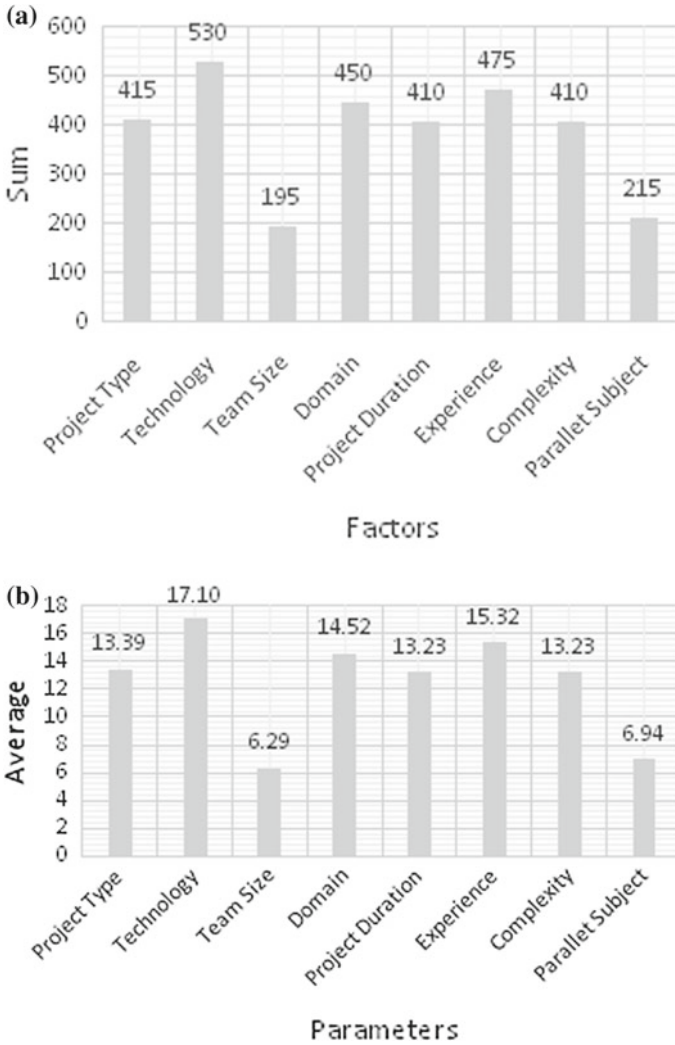 (a)
600
500
400
300
200
100
0
Sum
415
530
195
450
410
475
410
215
Project Type
Technology
Team Size
Domain
Project Duration
Experience
Complexity
Parallet Subject
Factors
(b)
18
16
14
12
10
8
6
4
2
0
Average
13.39
17.10
6.29
14.52
13.23
15.32
13.23
6.94
Project Type
Technology
Team Size
Domain
Project Duration
Experience
Complexity
Parallet Subject
Parameters